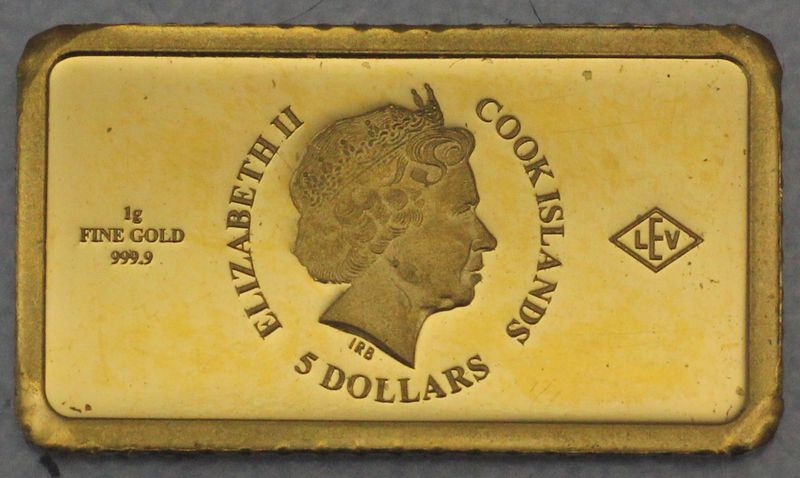 1g
FINE GOLD
999.9
ELIZABETH II
COOK ISLANDS
IRB
5 DOLLARS
LEV